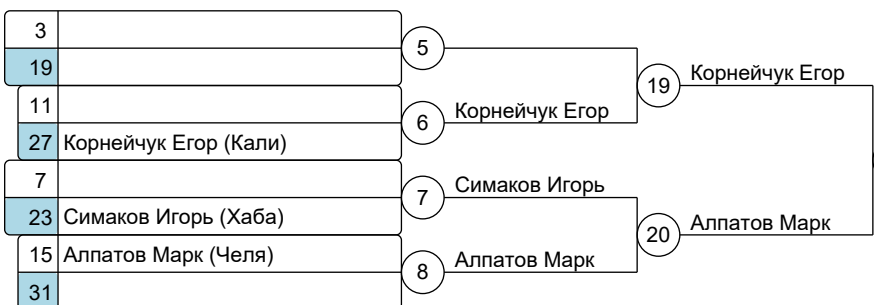 3
19
5
11
27 Корнейчук Егор (Кали)
6
Корнейчук Егор
19
Корнейчук Егор
7
23 Симаков Игорь (Хаба)
7
Симаков Игорь
15 Алпатов Марк (Челя)
31
8
Алпатов Марк
20
Алпатов Марк